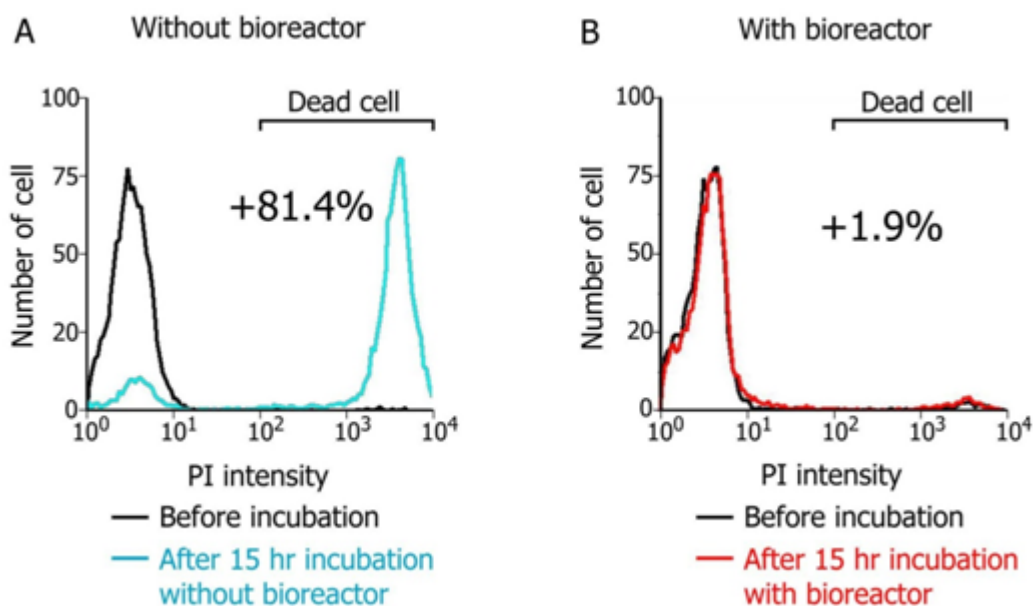 A
Without bioreactor
100
75
50
20
0
Number of cell
Dead cell
+81.4%
10⁰
10¹
10²
10³
10⁴
PI intensity
Before incubation
After 15 hr incubation
without bioreactor
B
With bioreactor
100
75
50
20
0
Number of cell
Dead cell
+1.9%
10⁰
10¹
10²
10³
10⁴
PI intensity
Before incubation
After 15 hr incubation
with bioreactor